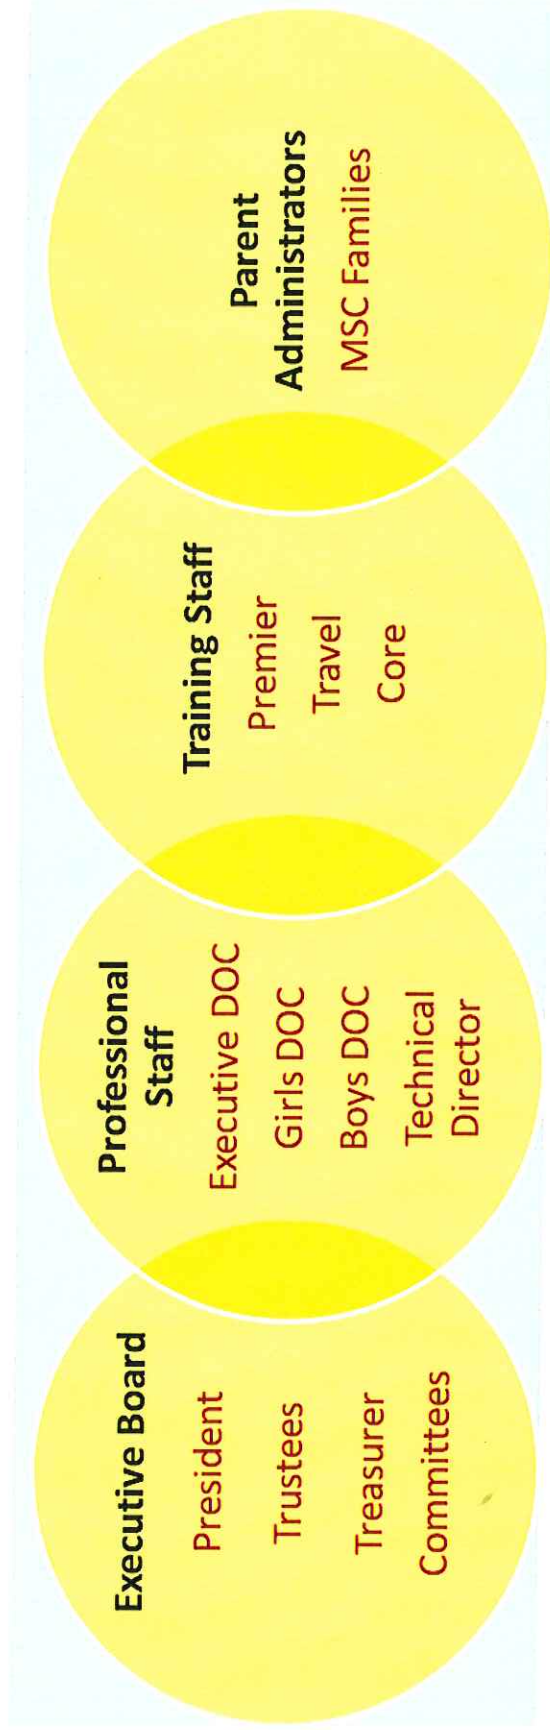 Executive Board
President
Trustees
Treasurer
Committees
Professional
Staff
Executive DOC
Girls DOC
Boys DOC
Technical
Director
Training Staff
Premier
Travel
Core
Parent
Administrators
MSC Families